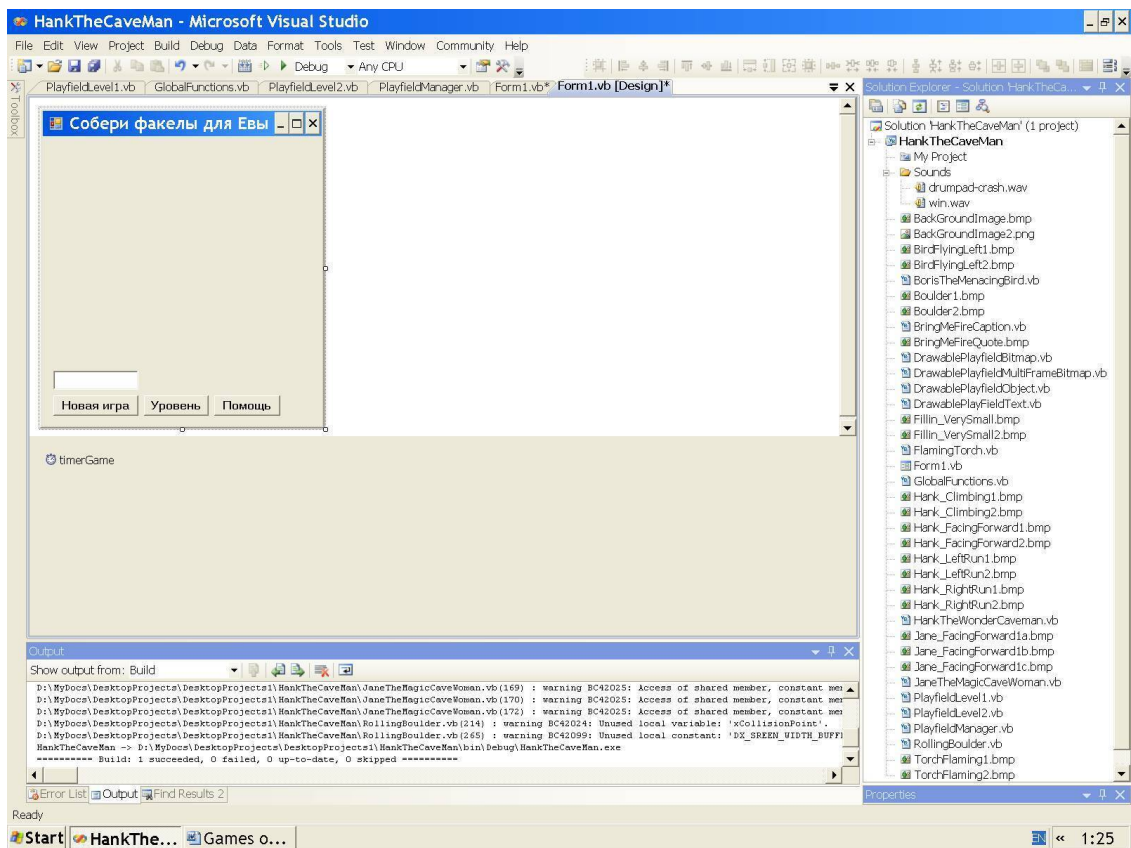 HankTheCaveMan - Microsoft Visual Studio
File Edit View Project Build Debug Data Format Tools Test Window Community Help
Debug Any CPU
PlayfieldLevel1.vb GlobalFunctions.vb PlayfieldLevel2.vb PlayfieldManager.vb Form1.vb* Form1.vb [Design]*
Toolbox
Собери факелы для Евы
Новая игра Уровень Помощь
timerGame
Output
Show output from: Build
D:\MyDocs\DesktopProjects\DesktopProjects1\HankTheCaveMan\JaneTheMagicCaveWoman.vb(169) : warning BC42025: Access of shared member, constant mem
D:\MyDocs\DesktopProjects\DesktopProjects1\HankTheCaveMan\JaneTheMagicCaveWoman.vb(170) : warning BC42025: Access of shared member, constant mem
D:\MyDocs\DesktopProjects\DesktopProjects1\HankTheCaveMan\JaneTheMagicCaveWoman.vb(172) : warning BC42025: Access of shared member, constant mem
D:\MyDocs\DesktopProjects\DesktopProjects1\HankTheCaveMan\RollingBoulder.vb(214) : warning BC42024: Unused local variable: 'xCollisionPoint'.
D:\MyDocs\DesktopProjects\DesktopProjects1\HankTheCaveMan\RollingBoulder.vb(265) : warning BC42099: Unused local constant: 'DX_SREEN_WIDTH_BUFF
HankTheCaveMan -> D:\MyDocs\DesktopProjects\DesktopProjects1\HankTheCaveMan\bin\Debug\HankTheCaveMan.exe
========== Build: 1 succeeded, 0 failed, 0 up-to-date, 0 skipped ==========
Error List Output Find Results 2
Solution Explorer - Solution 'HankTheCa...
Solution 'HankTheCaveMan' (1 project)
HankTheCaveMan
My Project
Sounds
drumpad-crash.wav
win.wav
BackGroundImage.bmp
BackGroundImage2.png
BirdFlyingLeft1.bmp
BirdFlyingLeft2.bmp
BorisTheMenacingBird.vb
Boulder1.bmp
Boulder2.bmp
BringMeFireCaption.vb
BringMeFireQuote.bmp
DrawablePlayfieldBitmap.vb
DrawablePlayfieldMultiFrameBitmap.vb
DrawablePlayfieldObject.vb
DrawablePlayFieldText.vb
Fillin_VerySmall.bmp
Fillin_VerySmall2.bmp
FlamingTorch.vb
Form1.vb
GlobalFunctions.vb
Hank_Climbing1.bmp
Hank_Climbing2.bmp
Hank_FacingForward1.bmp
Hank_FacingForward2.bmp
Hank_LeftRun1.bmp
Hank_LeftRun2.bmp
Hank_RightRun1.bmp
Hank_RightRun2.bmp
HankTheWonderCaveman.vb
Jane_FacingForward1a.bmp
Jane_FacingForward1b.bmp
Jane_FacingForward1c.bmp
JaneTheMagicCaveWoman.vb
PlayfieldLevel1.vb
PlayfieldLevel2.vb
PlayfieldManager.vb
RollingBoulder.vb
TorchFlaming1.bmp
TorchFlaming2.bmp
Properties
Ready
Start HankThe... Games o... EN « 1:25